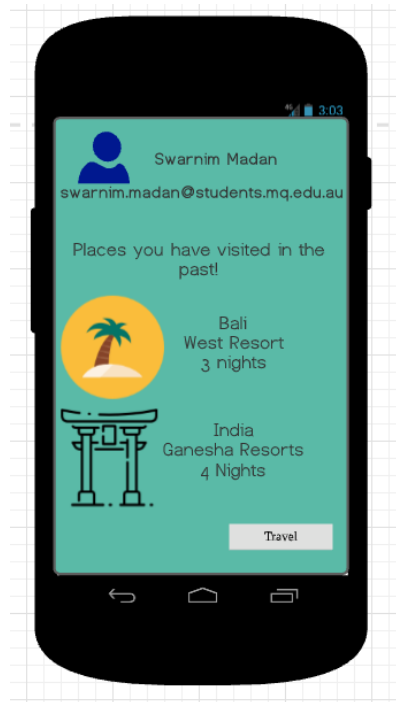 4G 3:03
Swarnim Madan
swarnim.madan@students.mq.edu.au
Places you have visited in the
past!
Bali
West Resort
3 nights
India
Ganesha Resorts
4 Nights
Travel